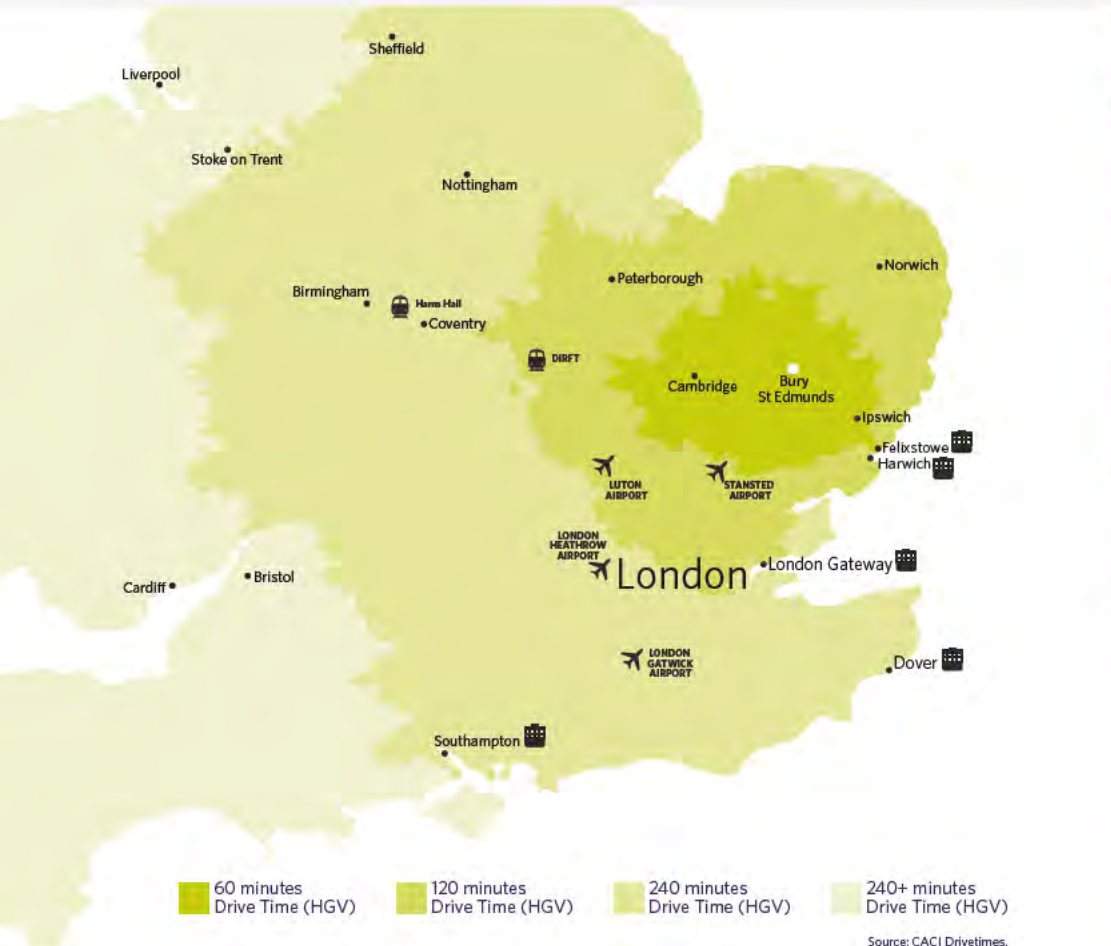 Sheffield
Liverpool
Stoke on Trent
Nottingham
Norwich
Peterborough
Birmingham
Hams Hall
Coventry
DIRFT
Cambridge
Bury
St Edmunds
Ipswich
Felixstowe
Harwich
LUTON
AIRPORT
STANSTED
AIRPORT
LONDON
HEATHROW
AIRPORT
London
London Gateway
Cardiff
Bristol
LONDON
GATWICK
AIRPORT
Dover
Southampton
60 minutes
Drive Time (HGV)
120 minutes
Drive Time (HGV)
240 minutes
Drive Time (HGV)
240+ minutes
Drive Time (HGV)
Source: CACI Drivetimes.